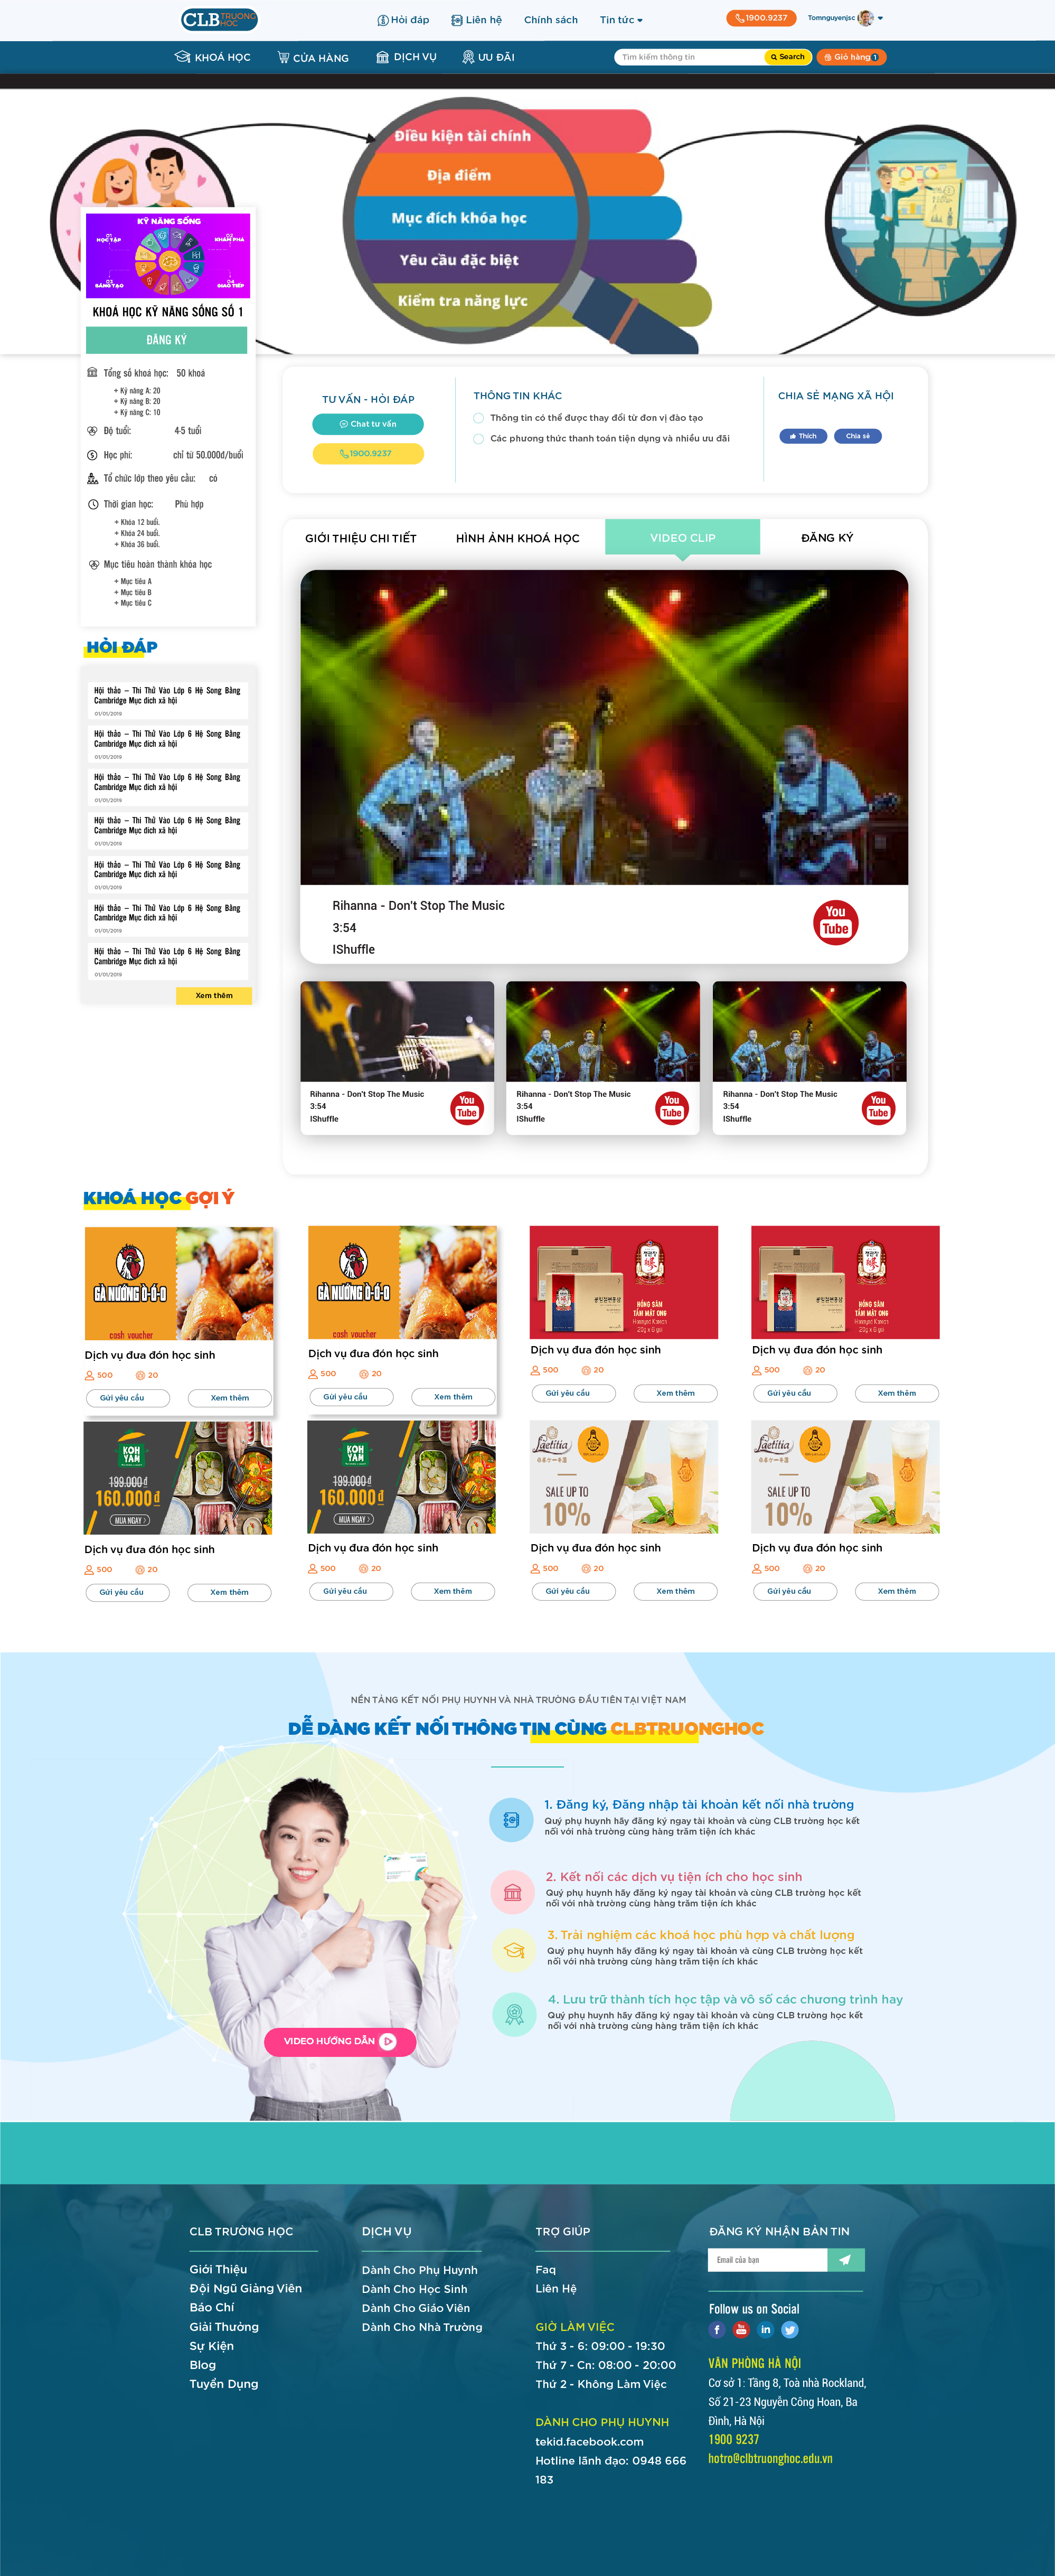 CLB TRƯỜNG HỌC
Hỏi đáp
Liên hệ
Chính sách
Tin tức
1900.9237
Tomnguyenjsc
KHOÁ HỌC
CỬA HÀNG
DỊCH VỤ
ƯU ĐÃI
Tìm kiếm thông tin
Search
Giỏ hàng 1
Điều kiện tài chính
Địa điểm
Mục đích khóa học
Yêu cầu đặc biệt
Kiểm tra năng lực
KỸ NĂNG SỐNG
01
HỌC TẬP
02
KHÁM PHÁ
03
SÁNG TẠO
04
GIAO TIẾP
KHOÁ HỌC KỸ NĂNG SỐNG SỐ 1
ĐĂNG KÝ
Tổng số khoá học: 50 khoá
+ Kỹ năng A: 20
+ Kỹ năng B: 20
+ Kỹ năng C: 10
Độ tuổi: 4-5 tuổi
Học phí: chỉ từ 50.000đ/buổi
Tổ chức lớp theo yêu cầu: có
Thời gian học: Phù hợp
+ Khóa 12 buổi.
+ Khóa 24 buổi.
+ Khóa 36 buổi.
Mục tiêu hoàn thành khóa học
+ Mục tiêu A
+ Mục tiêu B
+ Mục tiêu C
TƯ VẤN - HỎI ĐÁP
Chat tư vấn
1900.9237
THÔNG TIN KHÁC
Thông tin có thể được thay đổi từ đơn vị đào tạo
Các phương thức thanh toán tiện dụng và nhiều ưu đãi
CHIA SẺ MẠNG XÃ HỘI
Thích
Chia sẻ
GIỚI THIỆU CHI TIẾT
HÌNH ẢNH KHOÁ HỌC
VIDEO CLIP
ĐĂNG KÝ
Rihanna - Don't Stop The Music
3:54
IShuffle
You
Tube
Rihanna - Don't Stop The Music
3:54
IShuffle
You
Tube
Rihanna - Don't Stop The Music
3:54
IShuffle
You
Tube
Rihanna - Don't Stop The Music
3:54
IShuffle
You
Tube
HỎI ĐÁP
Hội thảo – Thi Thử Vào Lớp 6 Hệ Song Bằng
Cambridge Mục đích xã hội
01/01/2019
Hội thảo – Thi Thử Vào Lớp 6 Hệ Song Bằng
Cambridge Mục đích xã hội
01/01/2019
Hội thảo – Thi Thử Vào Lớp 6 Hệ Song Bằng
Cambridge Mục đích xã hội
01/01/2019
Hội thảo – Thi Thử Vào Lớp 6 Hệ Song Bằng
Cambridge Mục đích xã hội
01/01/2019
Hội thảo – Thi Thử Vào Lớp 6 Hệ Song Bằng
Cambridge Mục đích xã hội
01/01/2019
Hội thảo – Thi Thử Vào Lớp 6 Hệ Song Bằng
Cambridge Mục đích xã hội
01/01/2019
Hội thảo – Thi Thử Vào Lớp 6 Hệ Song Bằng
Cambridge Mục đích xã hội
01/01/2019
Xem thêm
KHOÁ HỌC GỢI Ý
GÀ NƯỚNG Ò-Ó-O
cash voucher
Dịch vụ đưa đón học sinh
500 20
Gửi yêu cầu
Xem thêm
GÀ NƯỚNG Ò-Ó-O
cash voucher
Dịch vụ đưa đón học sinh
500 20
Gửi yêu cầu
Xem thêm
HỒNG SÂM
TẨM MẬT ONG
20g x 6 gói
Dịch vụ đưa đón học sinh
500 20
Gửi yêu cầu
Xem thêm
HỒNG SÂM
TẨM MẬT ONG
20g x 6 gói
Dịch vụ đưa đón học sinh
500 20
Gửi yêu cầu
Xem thêm
KOH
YAM
199.000đ
160.000đ
MUA NGAY
Dịch vụ đưa đón học sinh
500 20
Gửi yêu cầu
Xem thêm
KOH
YAM
199.000đ
160.000đ
MUA NGAY
Dịch vụ đưa đón học sinh
500 20
Gửi yêu cầu
Xem thêm
Laetitia
SALE UP TO
10%
Dịch vụ đưa đón học sinh
500 20
Gửi yêu cầu
Xem thêm
Laetitia
SALE UP TO
10%
Dịch vụ đưa đón học sinh
500 20
Gửi yêu cầu
Xem thêm
NỀN TẢNG KẾT NỐI PHỤ HUYNH VÀ NHÀ TRƯỜNG ĐẦU TIÊN TẠI VIỆT NAM
DỄ DÀNG KẾT NỐI THÔNG TIN CÙNG CLBTRUONGHOC
1. Đăng ký, Đăng nhập tài khoản kết nối nhà trường
Quý phụ huynh hãy đăng ký ngay tài khoản và cùng CLB trường học kết
nối với nhà trường cùng hàng trăm tiện ích khác
2. Kết nối các dịch vụ tiện ích cho học sinh
Quý phụ huynh hãy đăng ký ngay tài khoản và cùng CLB trường học kết
nối với nhà trường cùng hàng trăm tiện ích khác
3. Trải nghiệm các khoá học phù hợp và chất lượng
Quý phụ huynh hãy đăng ký ngay tài khoản và cùng CLB trường học kết
nối với nhà trường cùng hàng trăm tiện ích khác
4. Lưu trữ thành tích học tập và vô số các chương trình hay
Quý phụ huynh hãy đăng ký ngay tài khoản và cùng CLB trường học kết
nối với nhà trường cùng hàng trăm tiện ích khác
VIDEO HƯỚNG DẪN
CLB TRƯỜNG HỌC
Giới Thiệu
Đội Ngũ Giảng Viên
Báo Chí
Giải Thưởng
Sự Kiện
Blog
Tuyển Dụng
DỊCH VỤ
Dành Cho Phụ Huynh
Dành Cho Học Sinh
Dành Cho Giáo Viên
Dành Cho Nhà Trường
TRỢ GIÚP
Faq
Liên Hệ
GIỜ LÀM VIỆC
Thứ 3 - 6: 09:00 - 19:30
Thứ 7 - Cn: 08:00 - 20:00
Thứ 2 - Không Làm Việc
DÀNH CHO PHỤ HUYNH
tekid.facebook.com
Hotline lãnh đạo: 0948 666
183
ĐĂNG KÝ NHẬN BẢN TIN
Email của bạn
Follow us on Social
VĂN PHÒNG HÀ NỘI
Cơ sở 1: Tầng 8, Toà nhà Rockland,
Số 21-23 Nguyễn Công Hoan, Ba
Đình, Hà Nội
1900 9237
hotro@clbtruonghoc.edu.vn